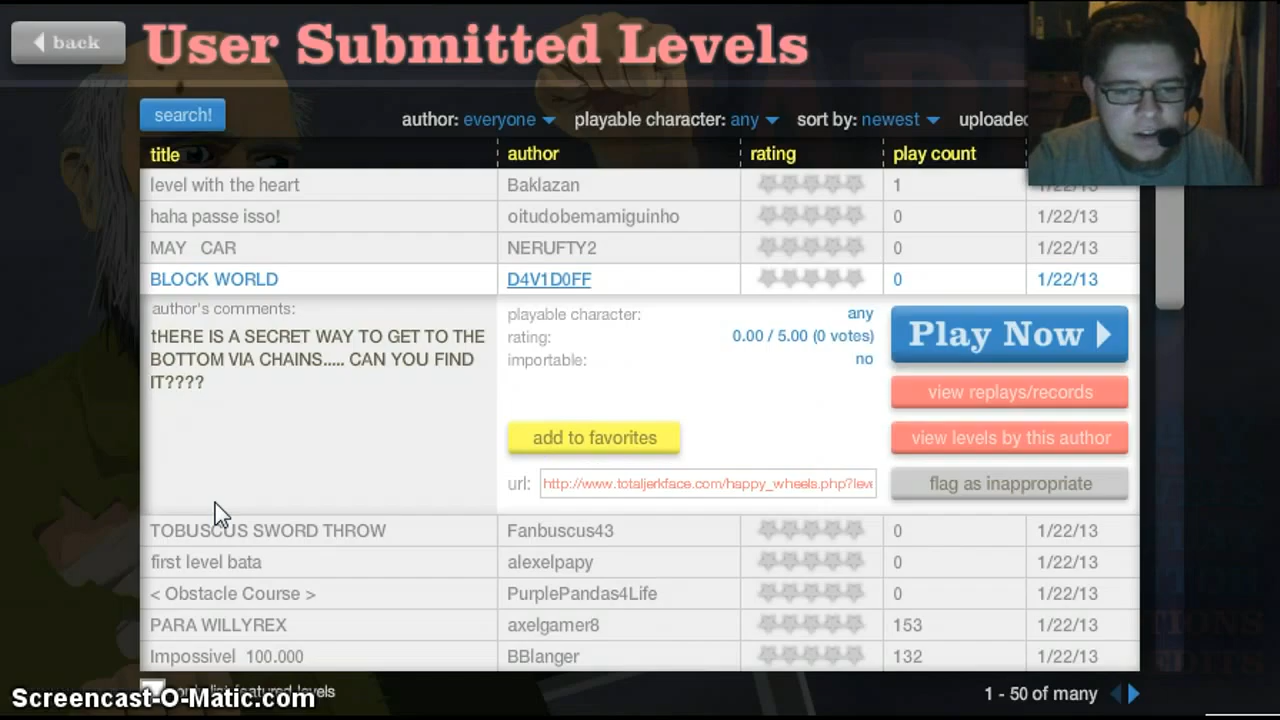 back
User Submitted Levels
search!
author: everyone playable character: any sort by: newest uploaded
title author rating play count
level with the heart Baklazan 1 1/22/13
haha passe isso! oitudobemamiguinho 0 1/22/13
MAY CAR NERUFTY2 0 1/22/13
BLOCK WORLD D4V1D0FF 0 1/22/13
author's comments:
tHERE IS A SECRET WAY TO GET TO THE
BOTTOM VIA CHAINS..... CAN YOU FIND
IT????
playable character: any
rating: 0.00 / 5.00 (0 votes)
importable: no
Play Now
view replays/records
add to favorites
view levels by this author
url: http://www.totaljerkface.com/happy_wheels.php?leve
flag as inappropriate
TOBUSCUS SWORD THROW Fanbuscus43 0 1/22/13
first level bata alexelpapy 0 1/22/13
< Obstacle Course > PurplePandas4Life 0 1/22/13
PARA WILLYREX axelgamer8 153 1/22/13
Impossivel 100.000 BBlanger 132 1/22/13
featured levels
1 - 50 of many
Screencast-O-Matic.com